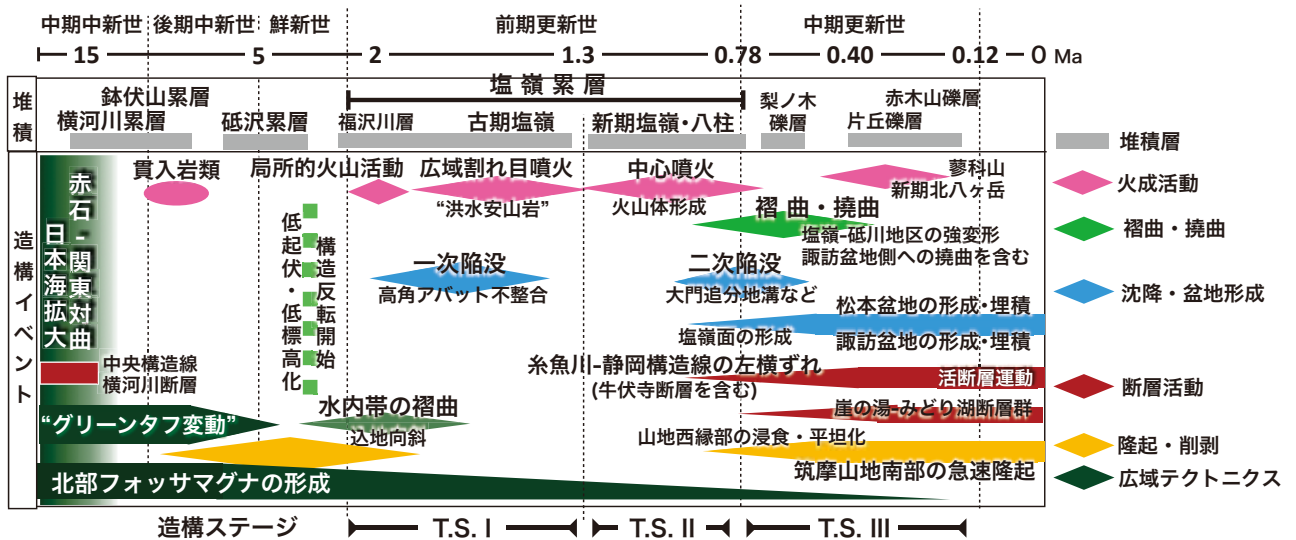 中期中新世 後期中新世 鮮新世 前期更新世 中期更新世
15 5 2 1.3 0.78 0.40 0.12 0 Ma
堆積
塩嶺累層
鉢伏山累層
横河川累層
砥沢累層
福沢川層
古期塩嶺
新期塩嶺・八柱
梨ノ木
礫層
赤木山礫層
片丘礫層
造構イベント
赤石-関東対曲
日本海拡大
貫入岩類
局所的火山活動
広域割れ目噴火
“洪水安山岩”
中心噴火
火山体形成
蓼科山
新期北八ヶ岳
褶曲・撓曲
塩嶺-砥川地区の強変形
諏訪盆地側への撓曲を含む
低起伏・低標高化
構造反転開始
一次陥没
高角アバット不整合
二次陥没
大門追分地溝など
松本盆地の形成・埋積
塩嶺面の形成
諏訪盆地の形成・埋積
中央構造線
横河川断層
糸魚川-静岡構造線の左横ずれ
(牛伏寺断層を含む)
活断層運動
崖の湯-みどり湖断層群
“グリーンタフ変動”
水内帯の褶曲
込地向斜
山地西縁部の浸食・平坦化
筑摩山地南部の急速隆起
北部フォッサマグナの形成
造構ステージ T.S. I T.S. II T.S. III
堆積層
火成活動
褶曲・撓曲
沈降・盆地形成
断層活動
隆起・削剥
広域テクトニクス